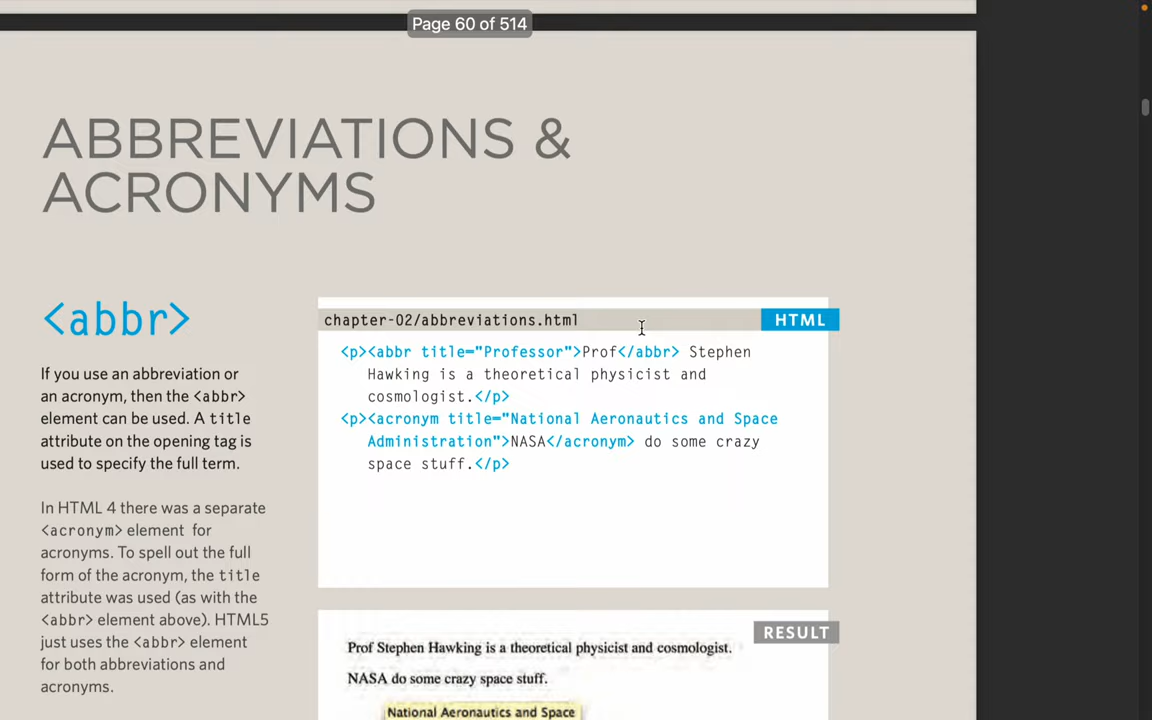 Page 60 of 514
ABBREVIATIONS &
ACRONYMS
<abbr>
If you use an abbreviation or
an acronym, then the <abbr>
element can be used. A title
attribute on the opening tag is
used to specify the full term.
In HTML 4 there was a separate
<acronym> element for
acronyms. To spell out the full
form of the acronym, the title
attribute was used (as with the
<abbr> element above). HTML5
just uses the <abbr> element
for both abbreviations and
acronyms.
chapter-02/abbreviations.html
HTML
<p><abbr title="Professor">Prof</abbr> Stephen
Hawking is a theoretical physicist and
cosmologist.</p>
<p><acronym title="National Aeronautics and Space
Administration">NASA</acronym> do some crazy
space stuff.</p>
RESULT
Prof Stephen Hawking is a theoretical physicist and cosmologist.
NASA do some crazy space stuff.
National Aeronautics and Space